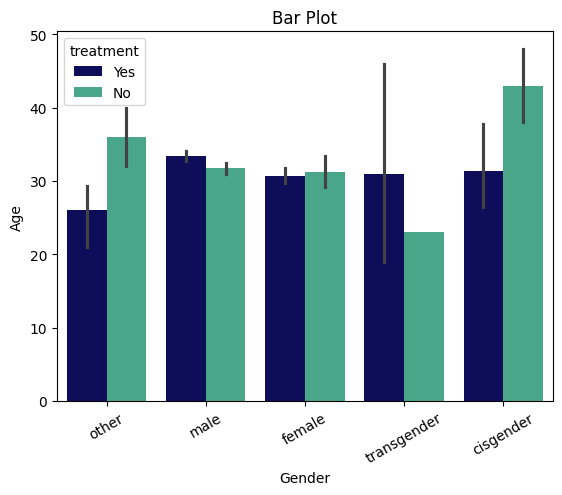 Bar Plot
treatment
Yes
No
50
40
30
20
10
0
Age
other
male
female
transgender
cisgender
Gender